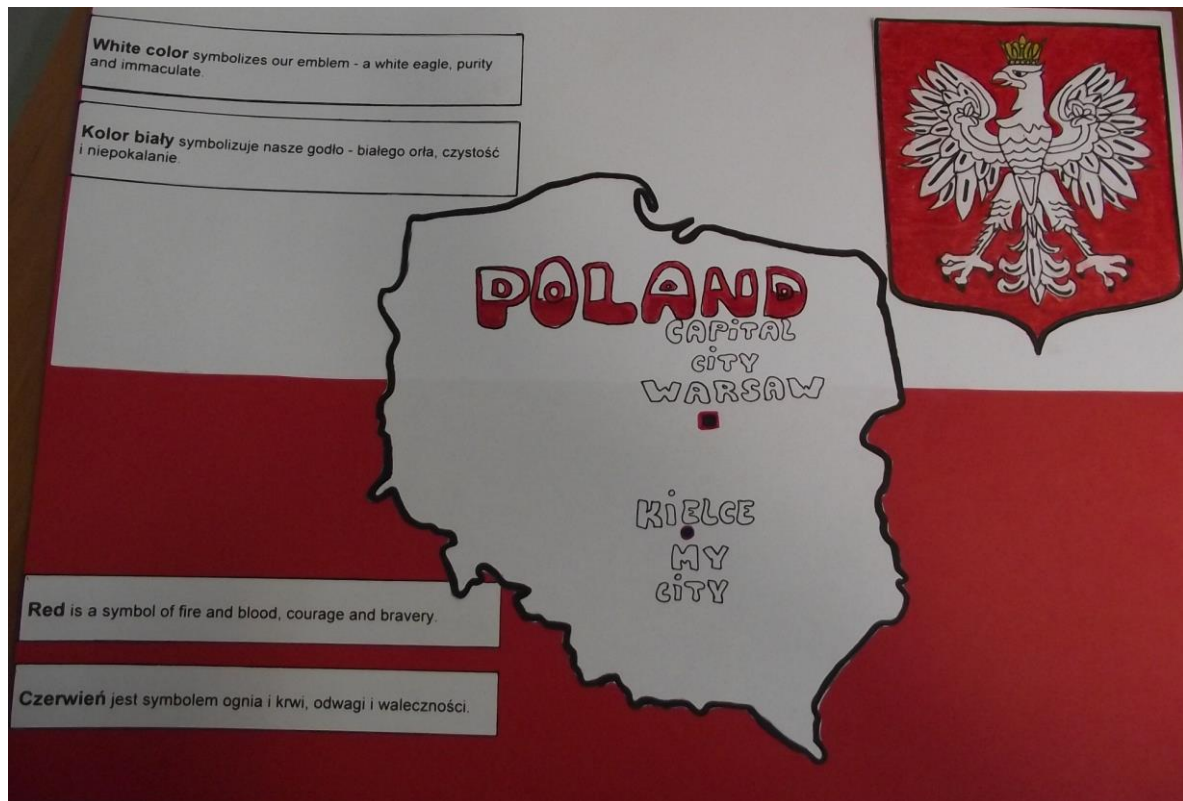 White color symbolizes our emblem - a white eagle, purity
and immaculate.
Kolor biały symbolizuje nasze godło - białego orła, czystość
i niepokalanie.
POLAND
CAPiTAL
CiTY
WARSAW
KiELCE
MY
CiTY
Red is a symbol of fire and blood, courage and bravery.
Czerwień jest symbolem ognia i krwi, odwagi i waleczności.